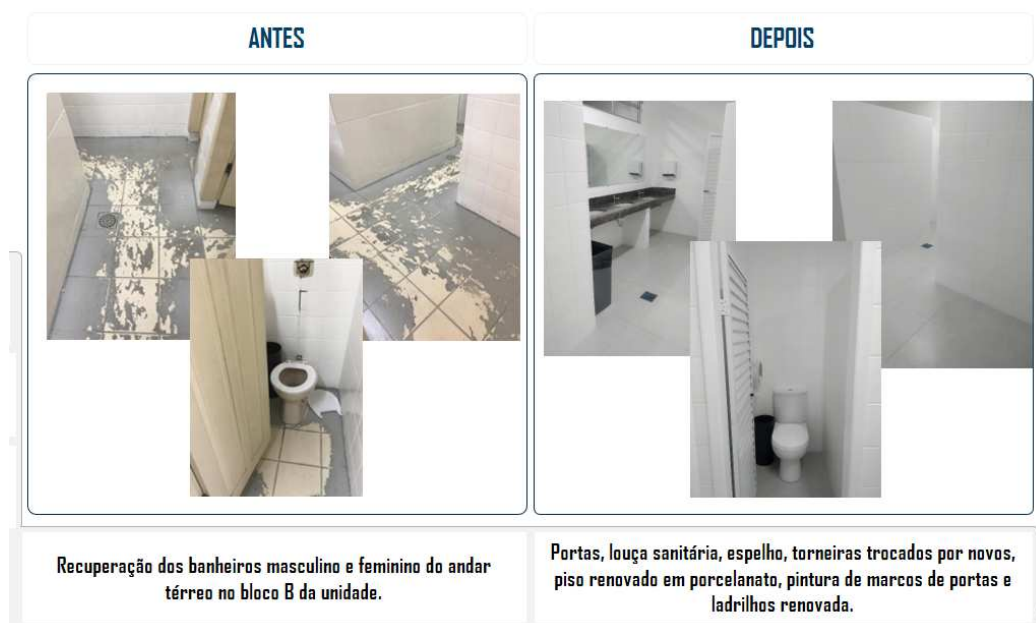 ANTES
DEPOIS
Recuperação dos banheiros masculino e feminino do andar
térreo no bloco B da unidade.
Portas, louça sanitária, espelho, torneiras trocados por novos,
piso renovado em porcelanato, pintura de marcos de portas e
ladrilhos renovada.